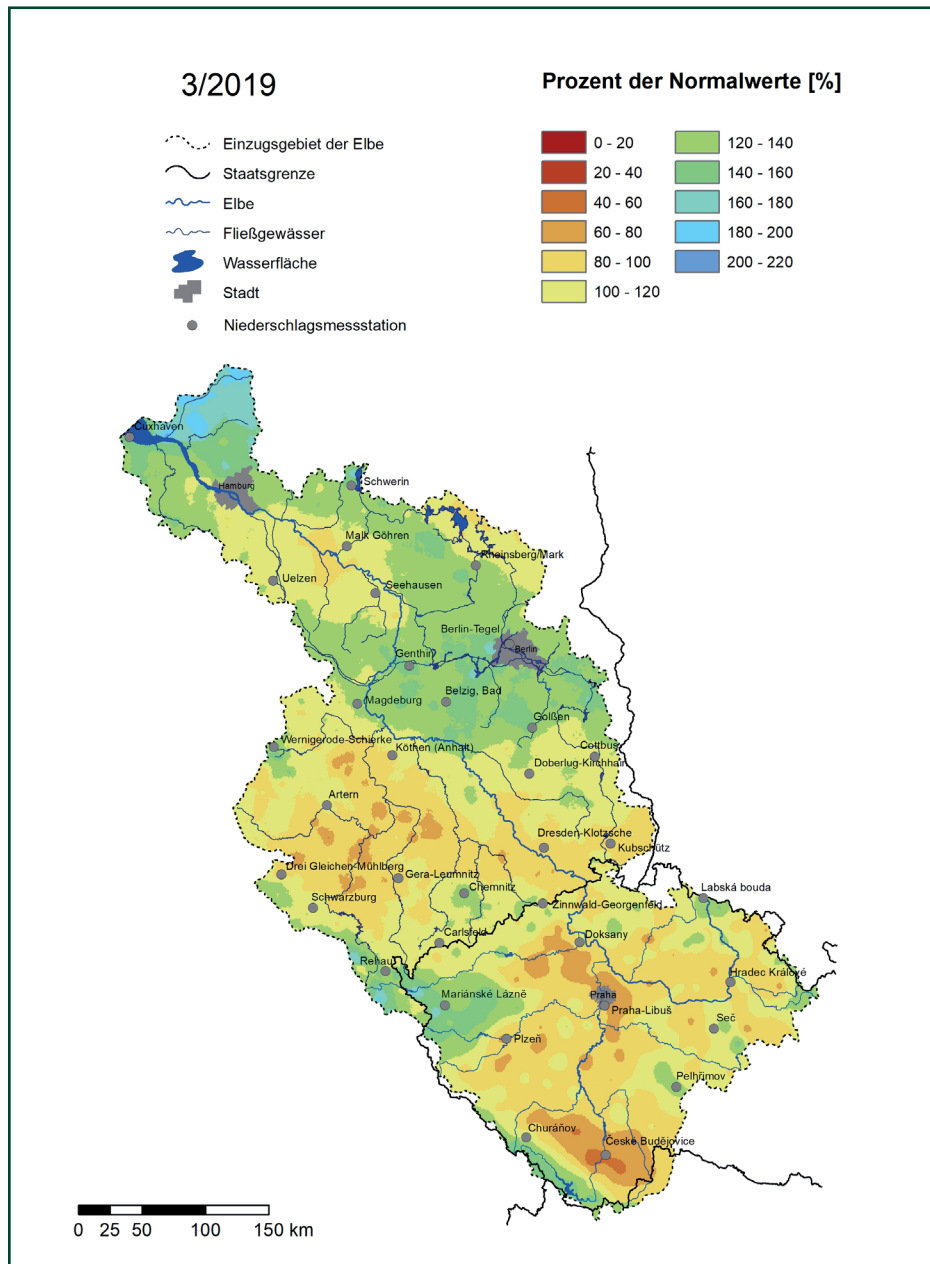 3/2019
Prozent der Normalwerte [%]
Einzugsgebiet der Elbe
Staatsgrenze
Elbe
Fließgewässer
Wasserfläche
Stadt
Niederschlagsmessstation
0 - 20
20 - 40
40 - 60
60 - 80
80 - 100
100 - 120
120 - 140
140 - 160
160 - 180
180 - 200
200 - 220
Cuxhaven
Hamburg
Schwerin
Malk Göhren
Rheinsberg/Mark
Uelzen
Seehausen
Berlin-Tegel
Berlin
Genthin
Belzig, Bad
Magdeburg
Golßen
Wernigerode-Schierke
Köthen (Anhalt)
Cottbus
Doberlug-Kirchhain
Artern
Dresden-Klotzsche
Kubschütz
Drei Gleichen-Mühlberg
Gera-Leumnitz
Chemnitz
Labská bouda
Schwarzburg
Zinnwald-Georgenfeld
Carlsfeld
Doksany
Rehau
Hradec Králové
Mariánské Lázně
Praha
Praha-Libuš
Seč
Plzeň
Pelhřimov
Churáňov
České Budějovice
0 25 50 100 150 km